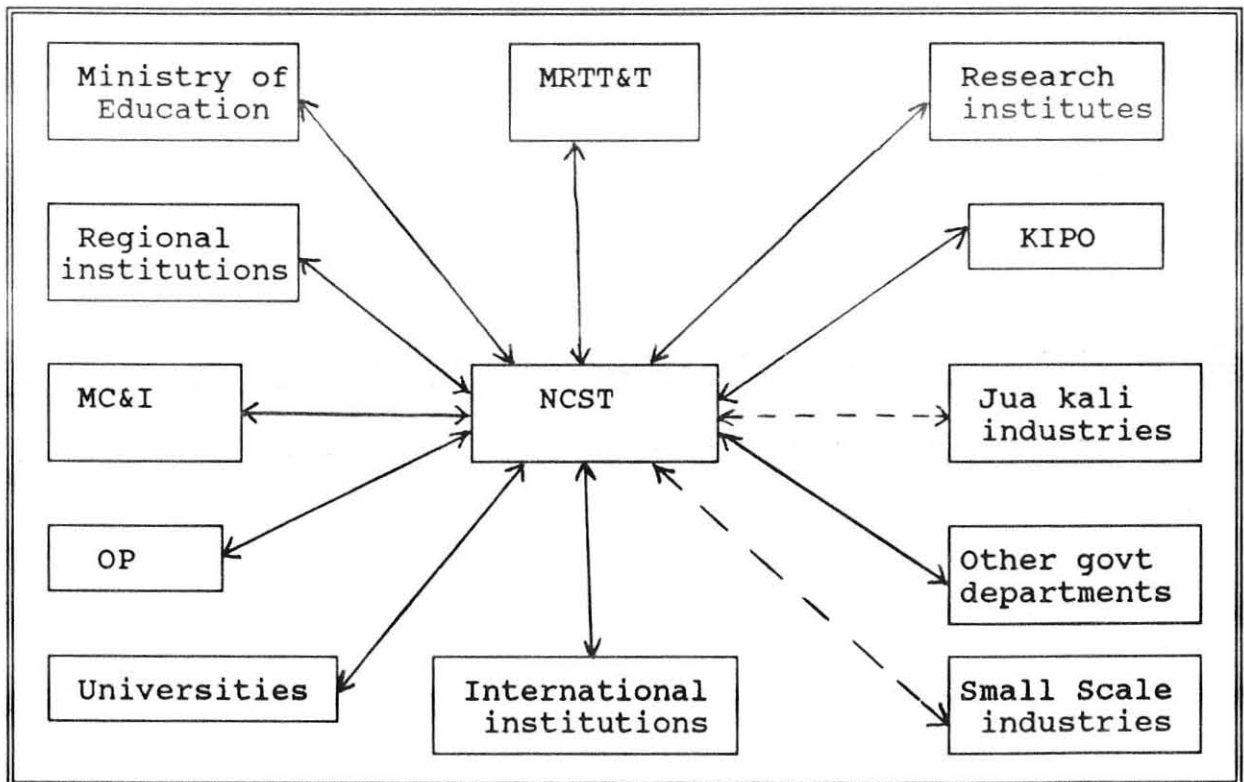 Ministry of
Education
MRTT&T
Research
institutes
Regional
institutions
KIPO
MC&I
NCST
Jua kali
industries
OP
Other govt
departments
Universities
International
institutions
Small Scale
industries